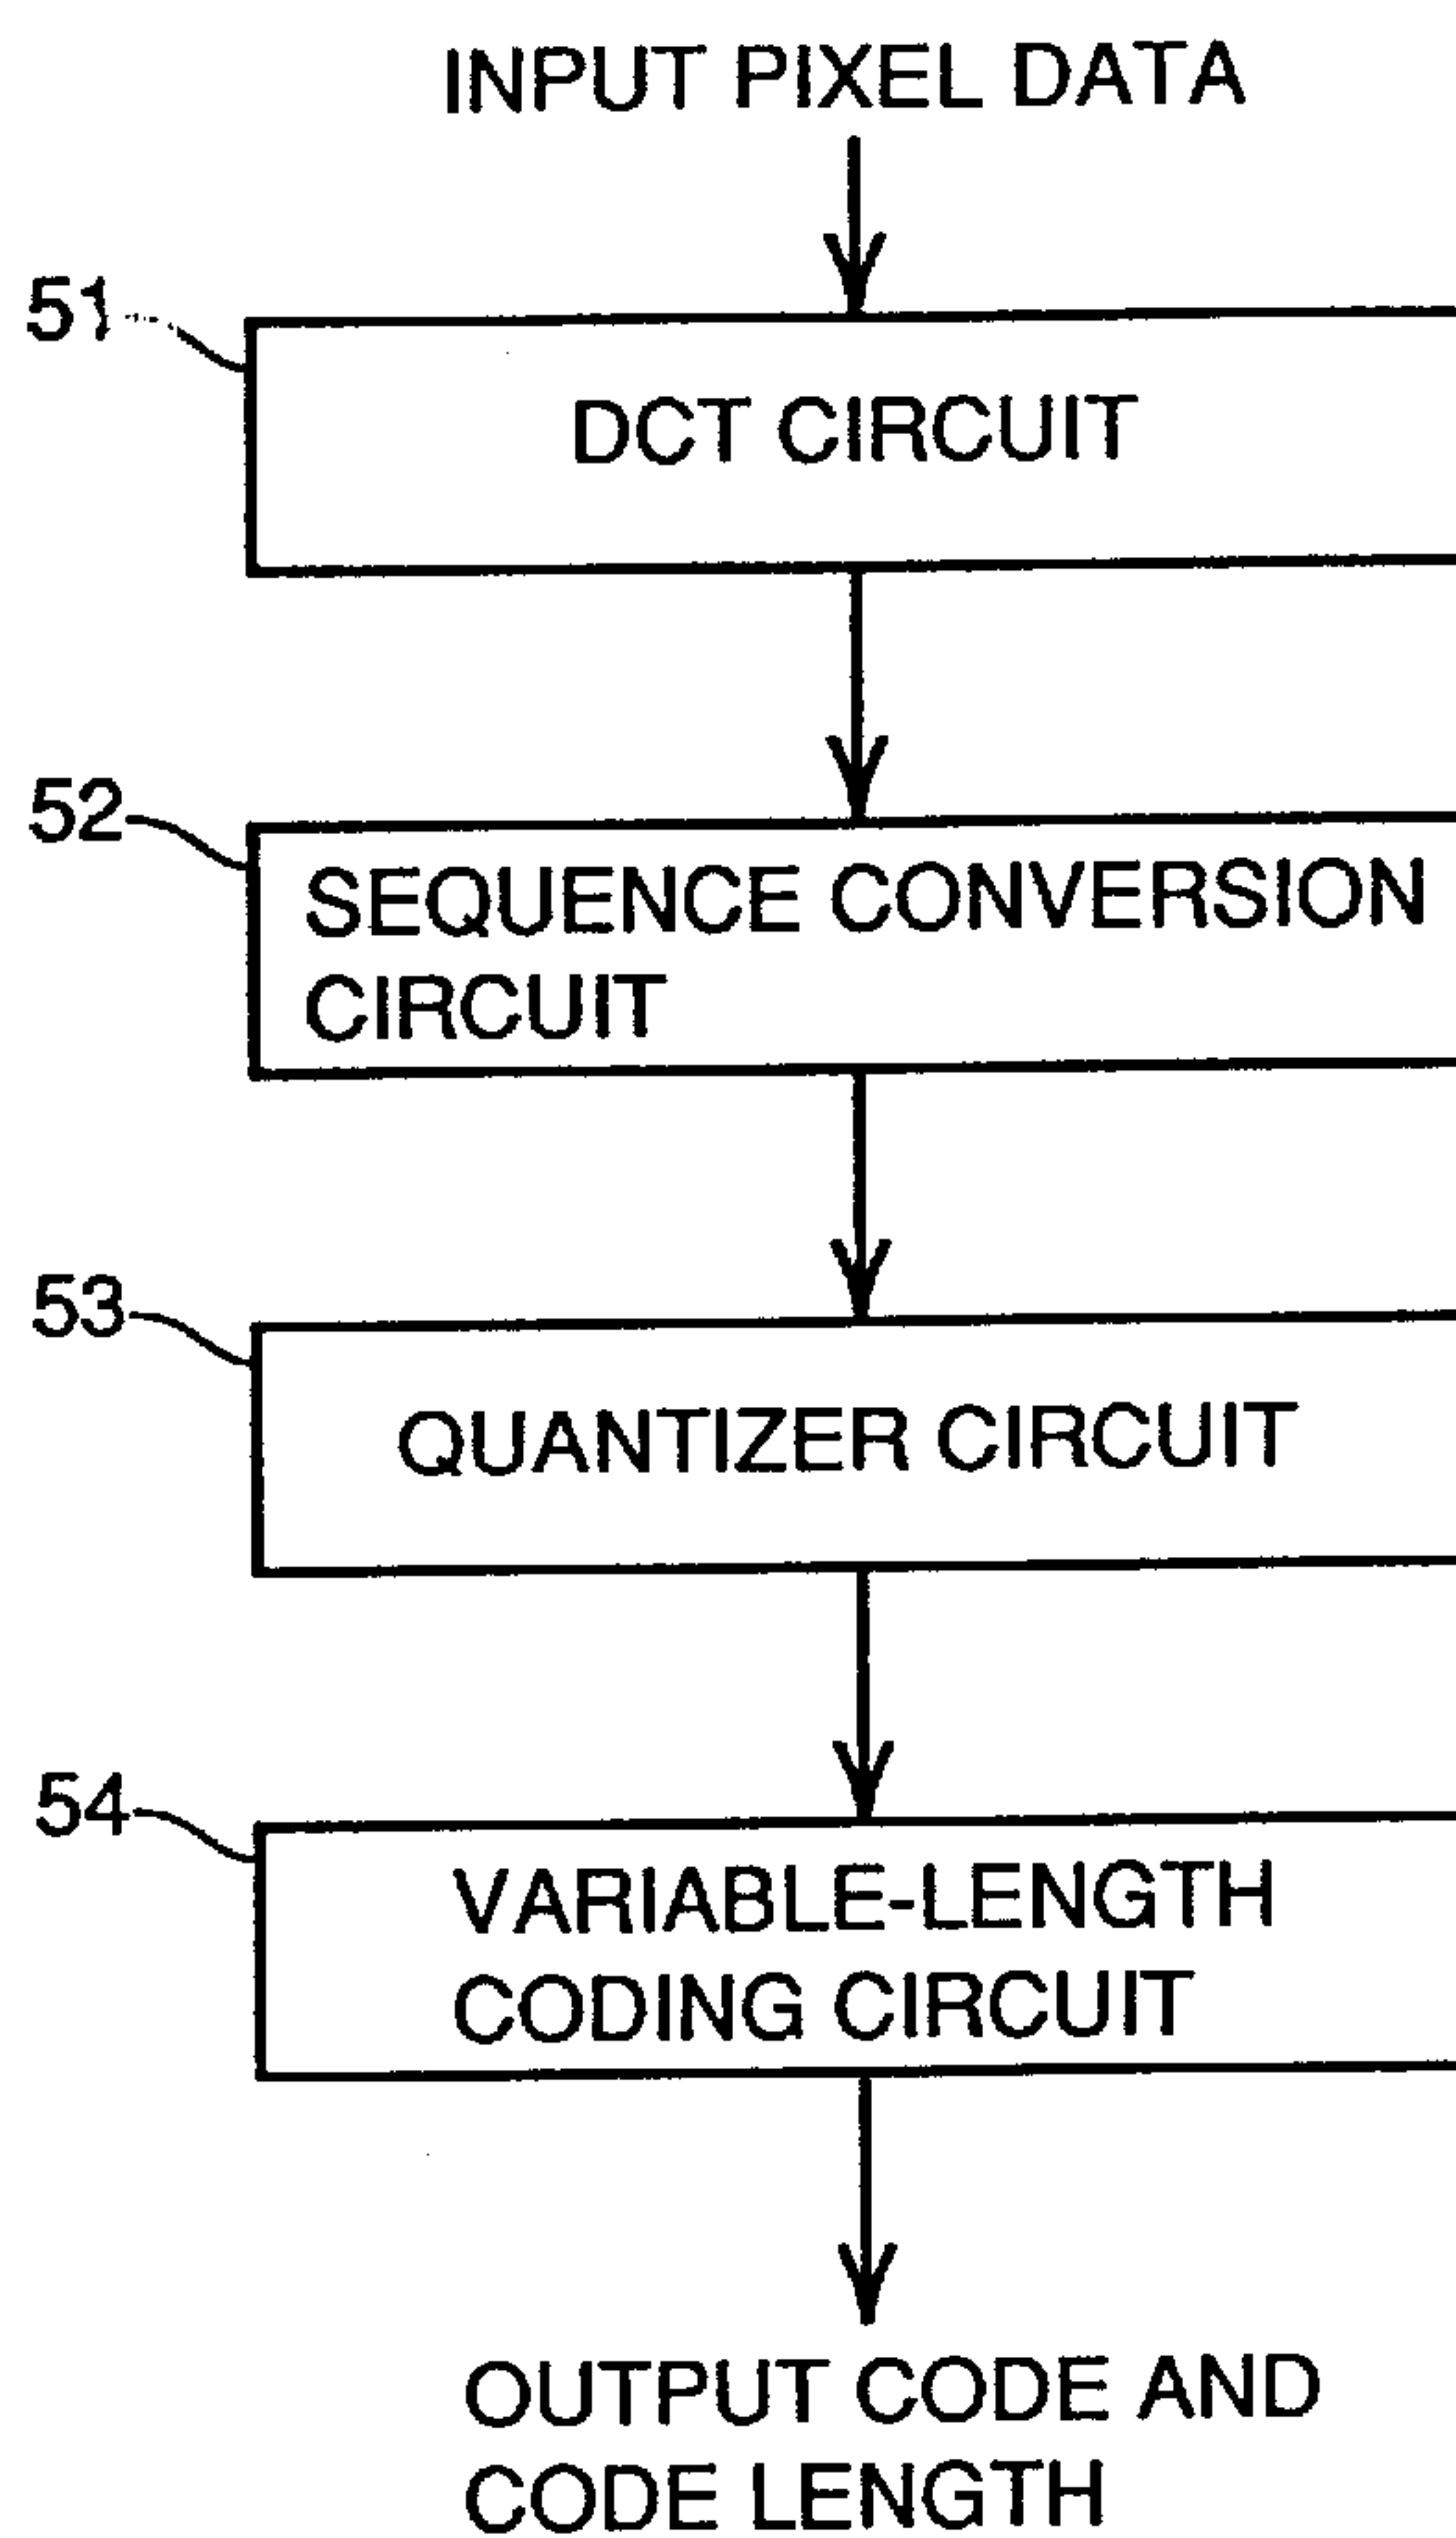 INPUT PIXEL DATA
51
DCT CIRCUIT
52
SEQUENCE CONVERSION
CIRCUIT
53
QUANTIZER CIRCUIT
54
VARIABLE-LENGTH
CODING CIRCUIT
OUTPUT CODE AND
CODE LENGTH